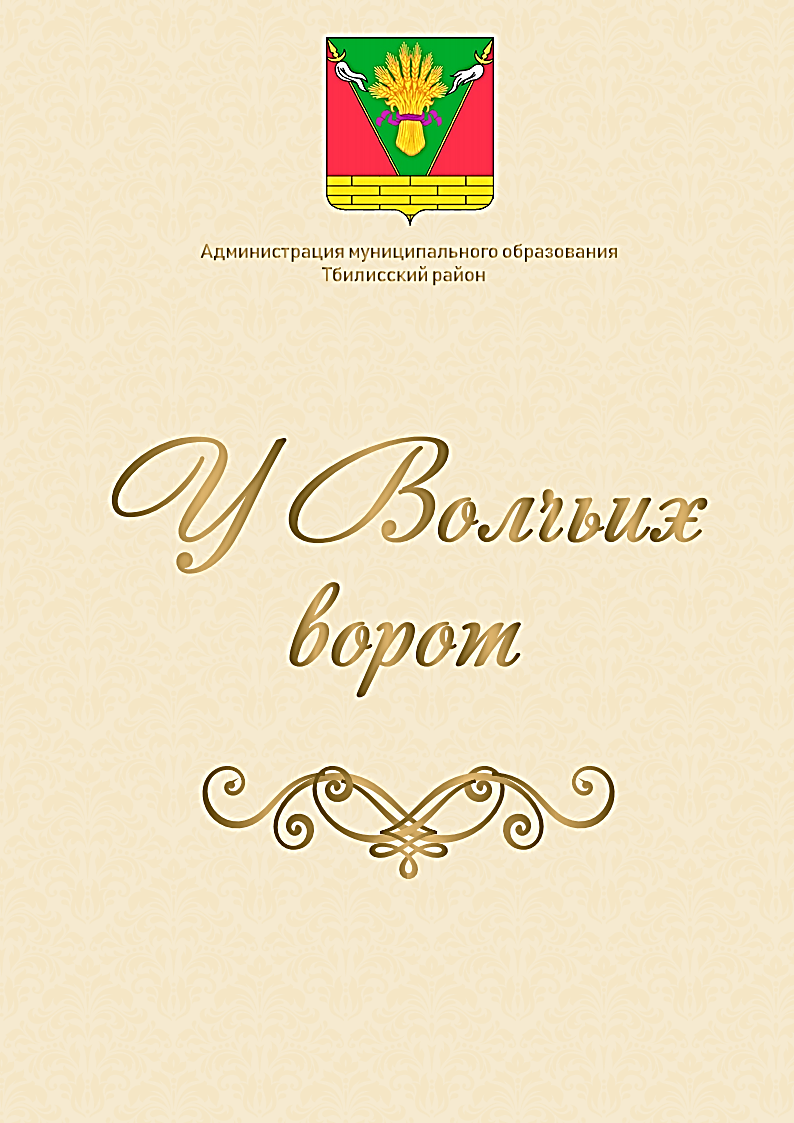 Администрация муниципального образования
Тбилисский район
У Волчьих
ворот